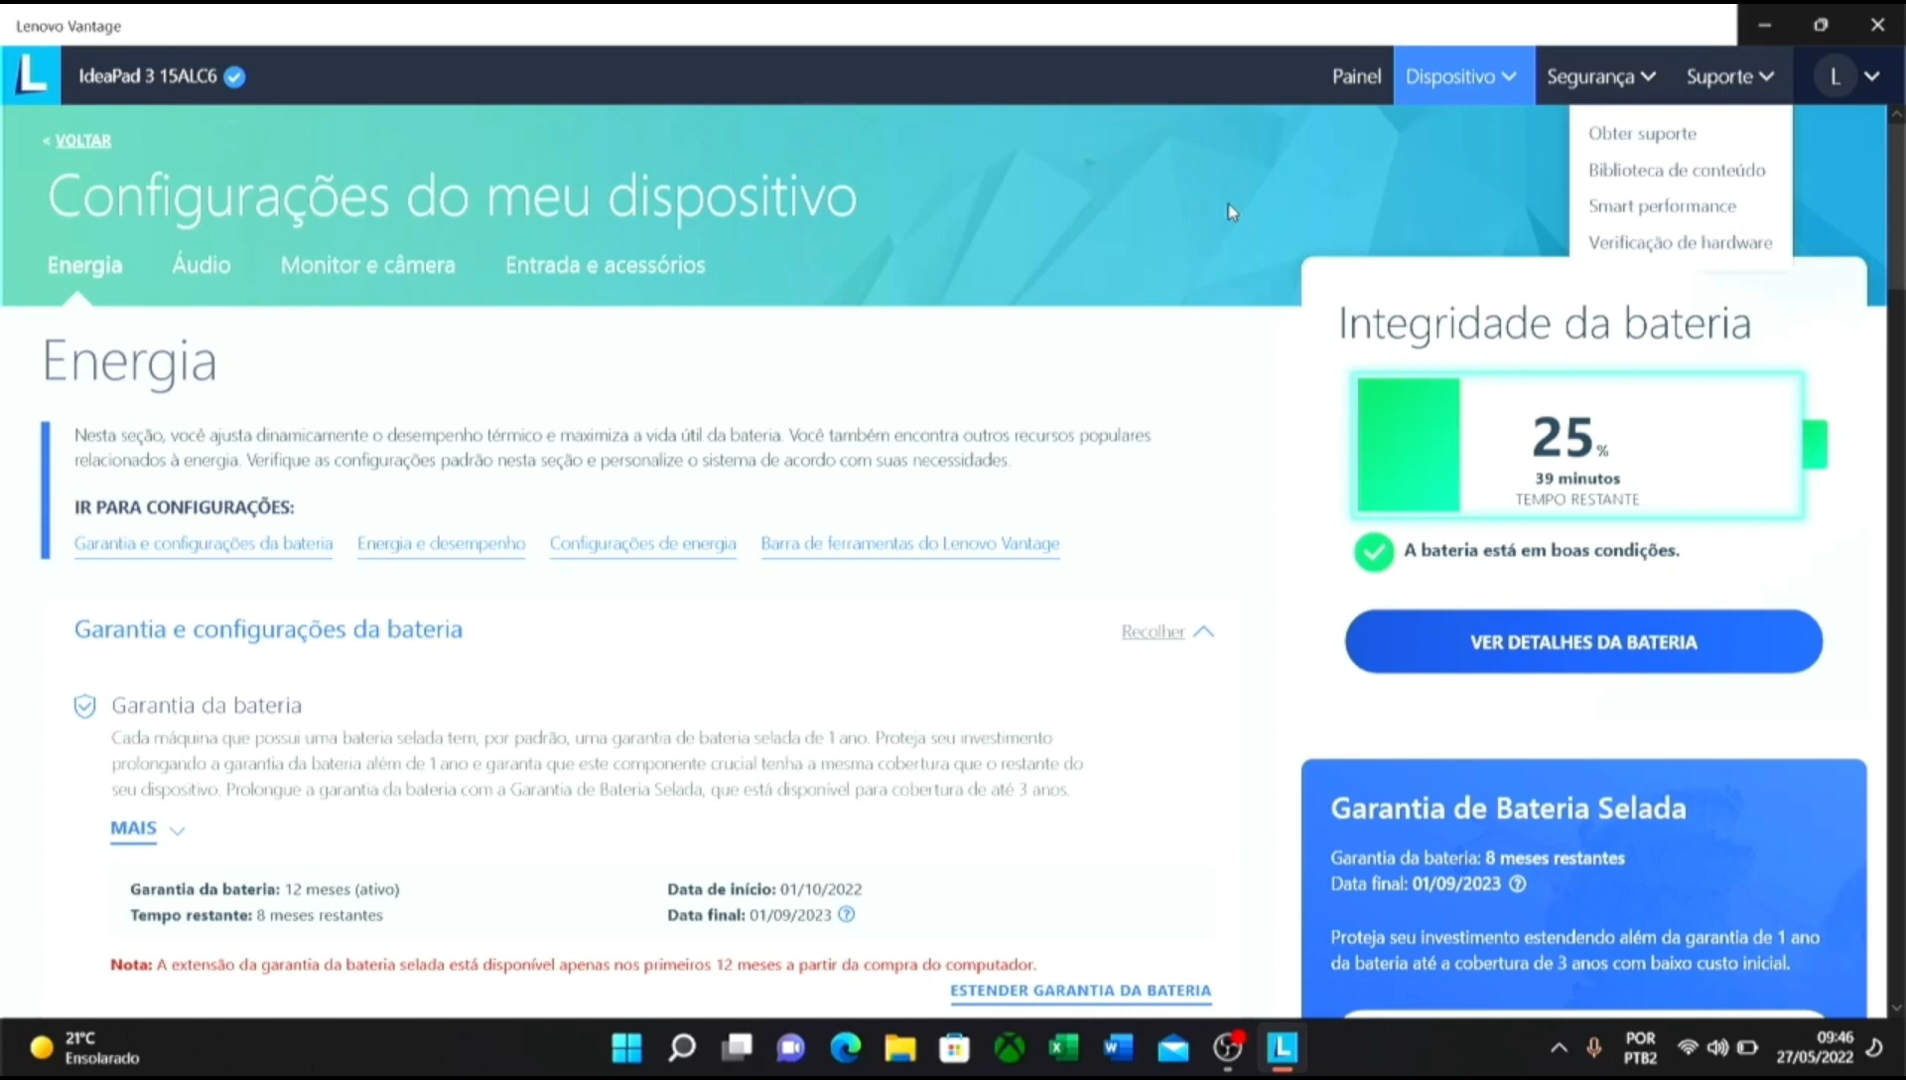 Lenovo Vantage
L
IdeaPad 3 15ALC6
Painel
Dispositivo
Segurança
Suporte
L
< VOLTAR
Configurações do meu dispositivo
Energia
Áudio
Monitor e câmera
Entrada e acessórios
Obter suporte
Biblioteca de conteúdo
Smart performance
Verificação de hardware
Energia
Nesta seção, você ajusta dinamicamente o desempenho térmico e maximiza a vida útil da bateria. Você também encontra outros recursos populares
relacionados à energia. Verifique as configurações padrão nesta seção e personalize o sistema de acordo com suas necessidades.
IR PARA CONFIGURAÇÕES:
Garantia e configurações da bateria
Energia e desempenho
Configurações de energia
Barra de ferramentas do Lenovo Vantage
Garantia e configurações da bateria
Recolher
Garantia da bateria
Cada máquina que possui uma bateria selada tem, por padrão, uma garantia de bateria selada de 1 ano. Proteja seu investimento
prolongando a garantia da bateria além de 1 ano e garanta que este componente crucial tenha a mesma cobertura que o restante do
seu dispositivo. Prolongue a garantia da bateria com a Garantia de Bateria Selada, que está disponível para cobertura de até 3 anos.
MAIS
Garantia da bateria: 12 meses (ativo)
Data de início: 01/10/2022
Tempo restante: 8 meses restantes
Data final: 01/09/2023 ?
Nota: A extensão da garantia da bateria selada está disponível apenas nos primeiros 12 meses a partir da compra do computador.
ESTENDER GARANTIA DA BATERIA
Integridade da bateria
25%
39 minutos
TEMPO RESTANTE
A bateria está em boas condições.
VER DETALHES DA BATERIA
Garantia de Bateria Selada
Garantia da bateria: 8 meses restantes
Data final: 01/09/2023 ?
Proteja seu investimento estendendo além da garantia de 1 ano
da bateria até a cobertura de 3 anos com baixo custo inicial.
21°C
Ensolarado
POR
PTB2
09:46
27/05/2022